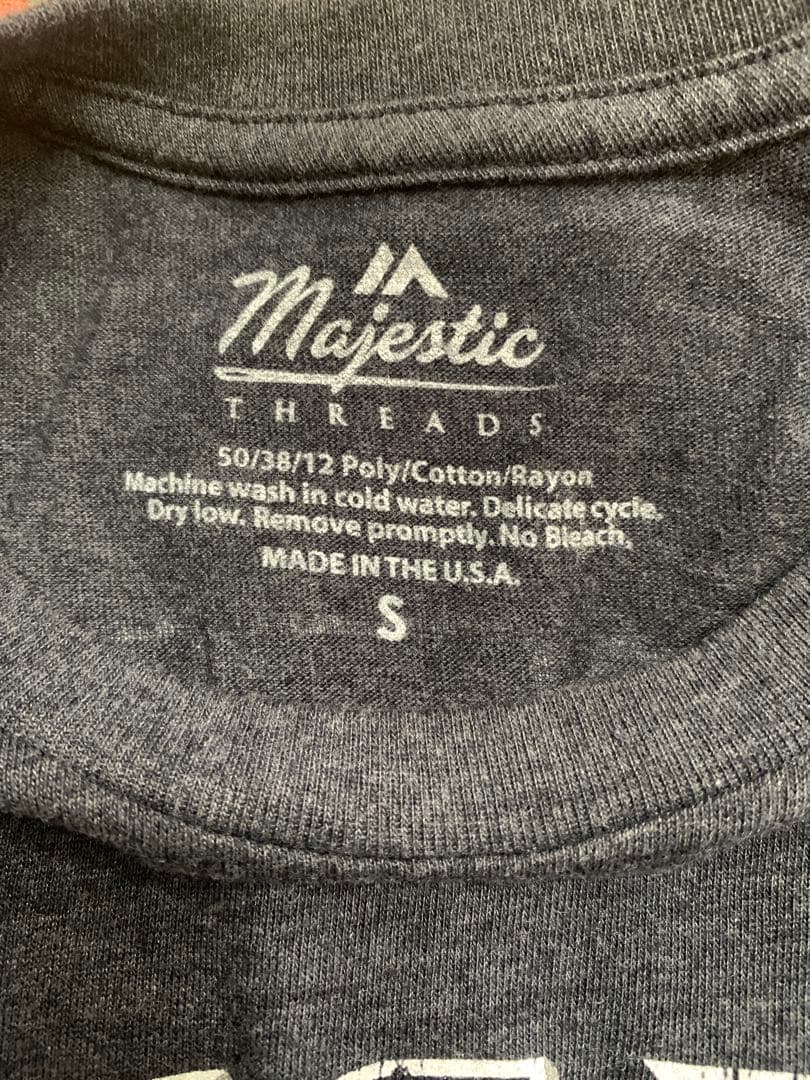 Majestic
THREADS
50/38/12 Poly/Cotton/Rayon
Machine wash in cold water. Delicate cycle.
Dry low. Remove promptly. No Bleach.
MADE IN THE U.S.A.
S